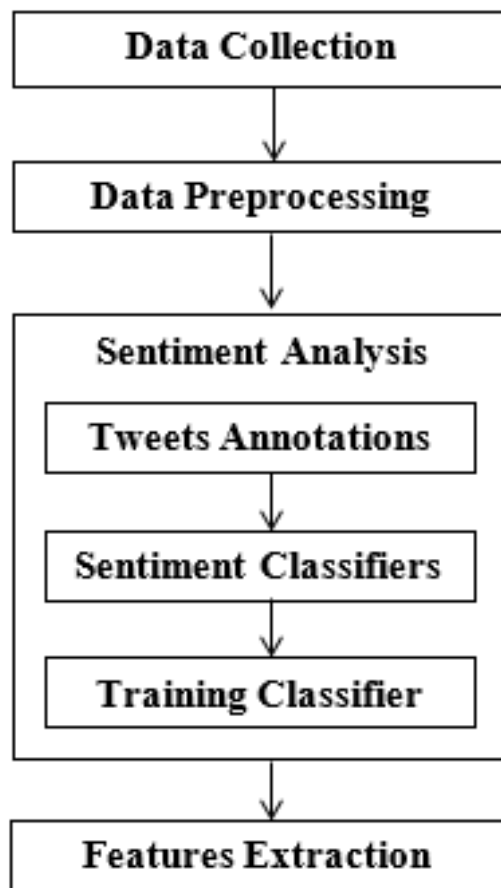 Data Collection
Data Preprocessing
Sentiment Analysis
Tweets Annotations
Sentiment Classifiers
Training Classifier
Features Extraction